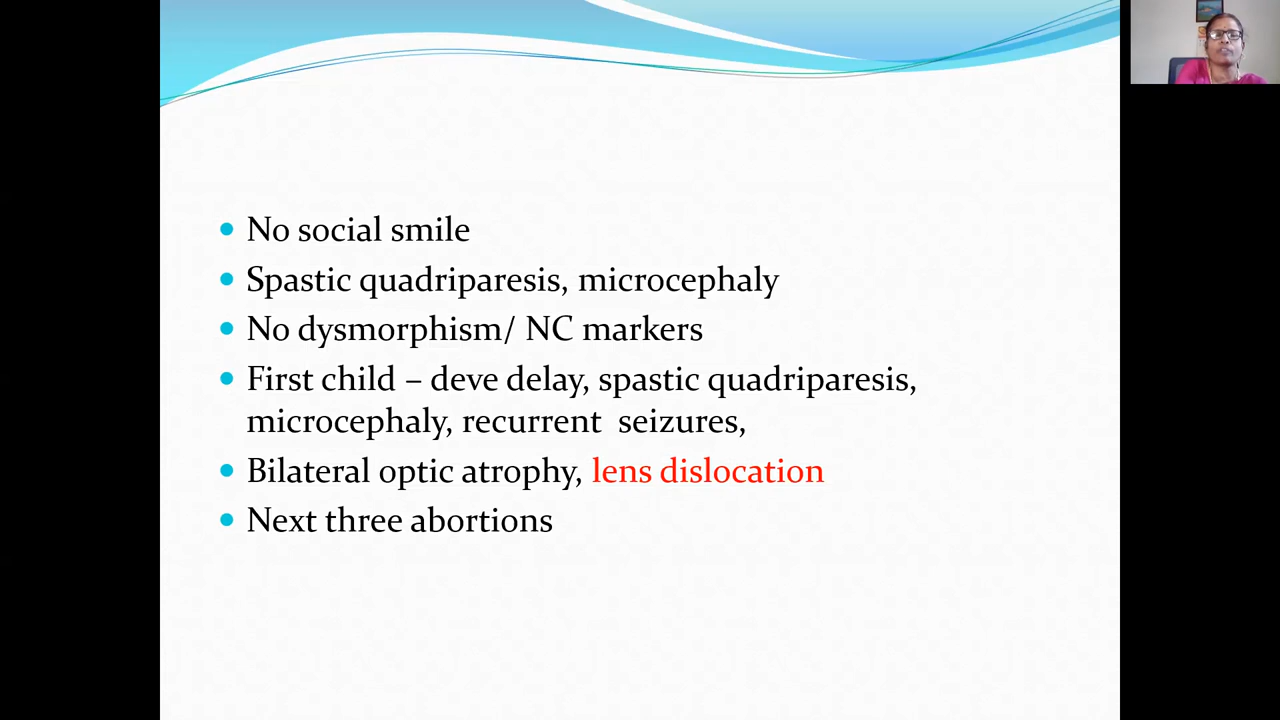 No social smile
Spastic quadriparesis, microcephaly
No dysmorphism/ NC markers
First child – deve delay, spastic quadriparesis,
microcephaly, recurrent  seizures,
Bilateral optic atrophy, lens dislocation
Next three abortions